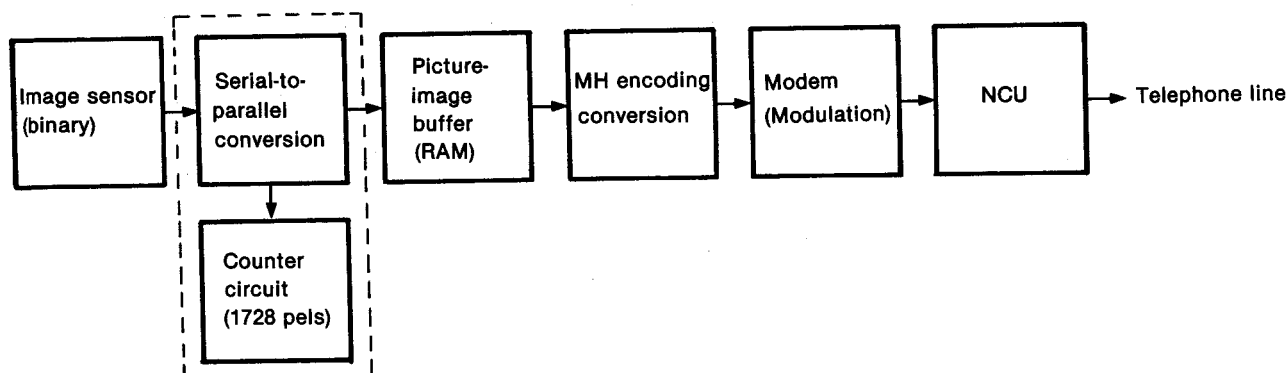 Image sensor
(binary)
Serial-to-
parallel
conversion
Counter
circuit
(1728 pels)
Picture-
image
buffer
(RAM)
MH encoding
conversion
Modem
(Modulation)
NCU
Telephone line